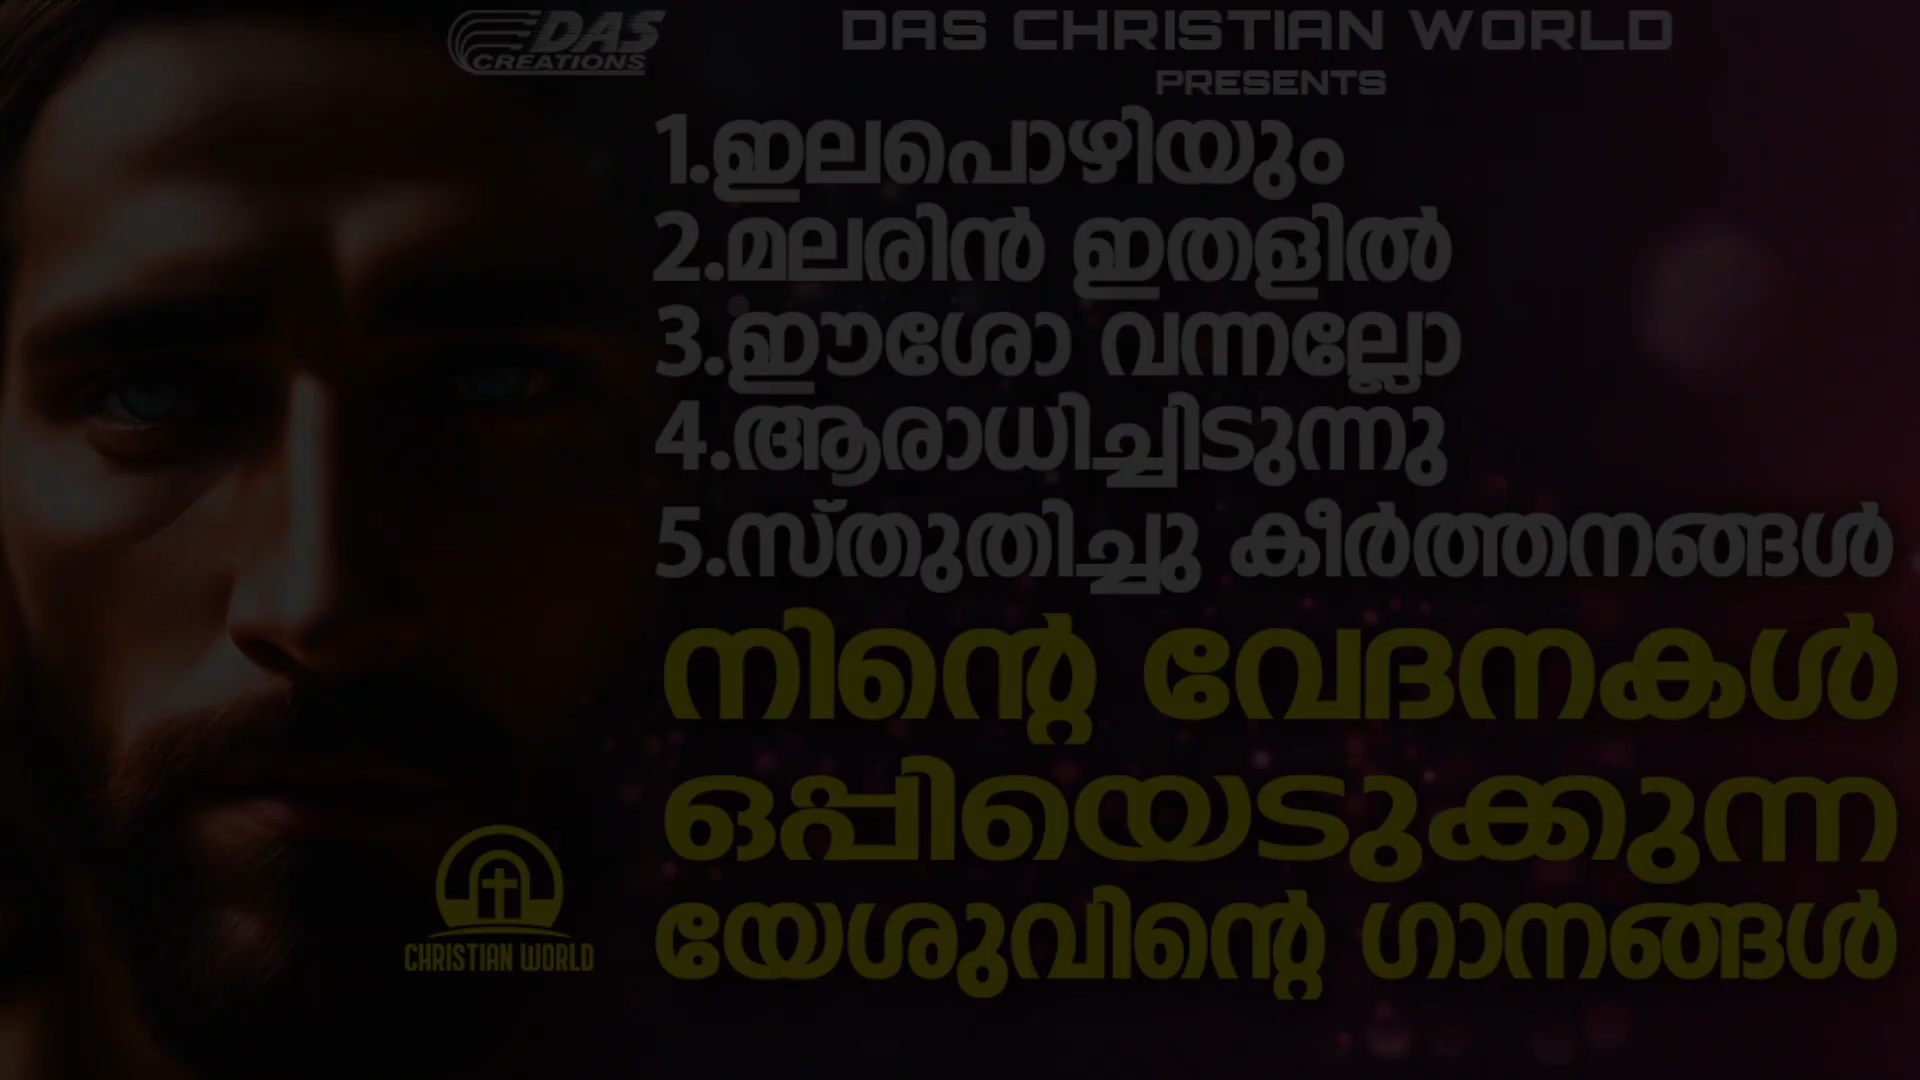 DAS CREATIONS
DAS CHRISTIAN WORLD
PRESENTS
1.ഇലപൊഴിയും
2.മലരിൻ ഇതളിൽ
3.ഈശോ വന്നല്ലോ
4.ആരാധിച്ചിടുന്നു
5.സ്തുതിച്ചു കീർത്തനങ്ങൾ
നിന്റെ വേദനകൾ
ഒപ്പിയെടുക്കുന്ന
യേശുവിന്റെ ഗാനങ്ങൾ
CHRISTIAN WORLD